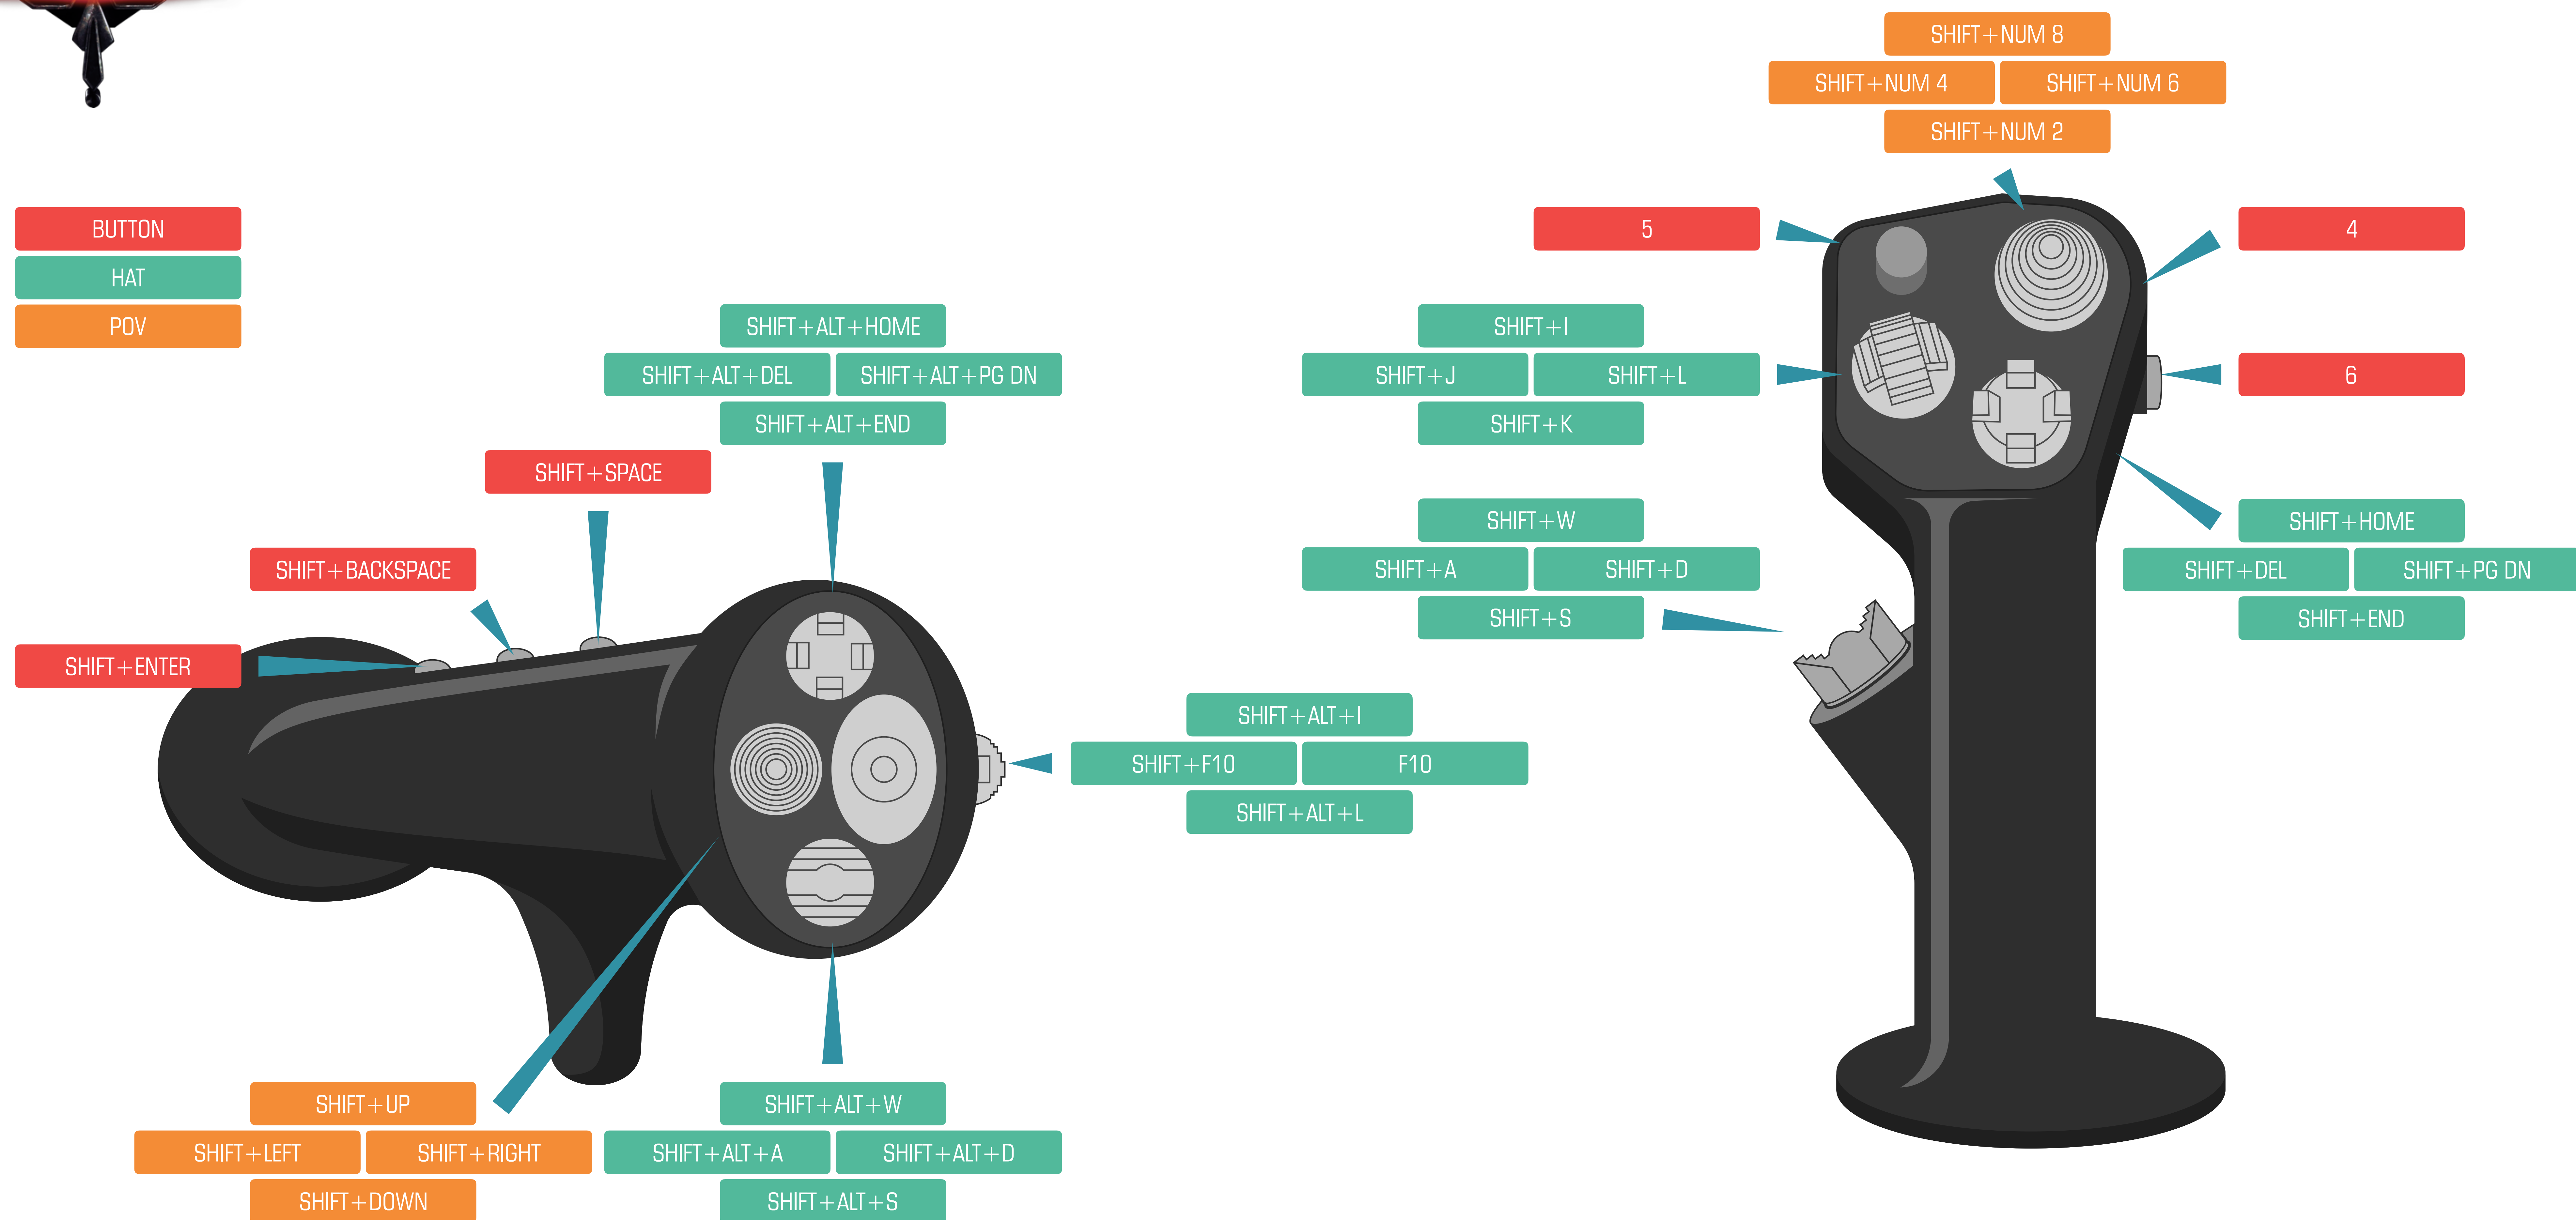 SHIFT+NUM 8
SHIFT+NUM 4 SHIFT+NUM 6
SHIFT+NUM 2
BUTTON
HAT
POV
5
4
6
SHIFT+ALT+HOME
SHIFT+ALT+DEL SHIFT+ALT+PG DN
SHIFT+ALT+END
SHIFT+I
SHIFT+J SHIFT+L
SHIFT+K
SHIFT+SPACE
SHIFT+BACKSPACE
SHIFT+ENTER
SHIFT+W
SHIFT+A SHIFT+D
SHIFT+S
SHIFT+HOME
SHIFT+DEL SHIFT+PG DN
SHIFT+END
SHIFT+ALT+I
SHIFT+F10 F10
SHIFT+ALT+L
SHIFT+UP
SHIFT+LEFT SHIFT+RIGHT
SHIFT+DOWN
SHIFT+ALT+W
SHIFT+ALT+A SHIFT+ALT+D
SHIFT+ALT+S